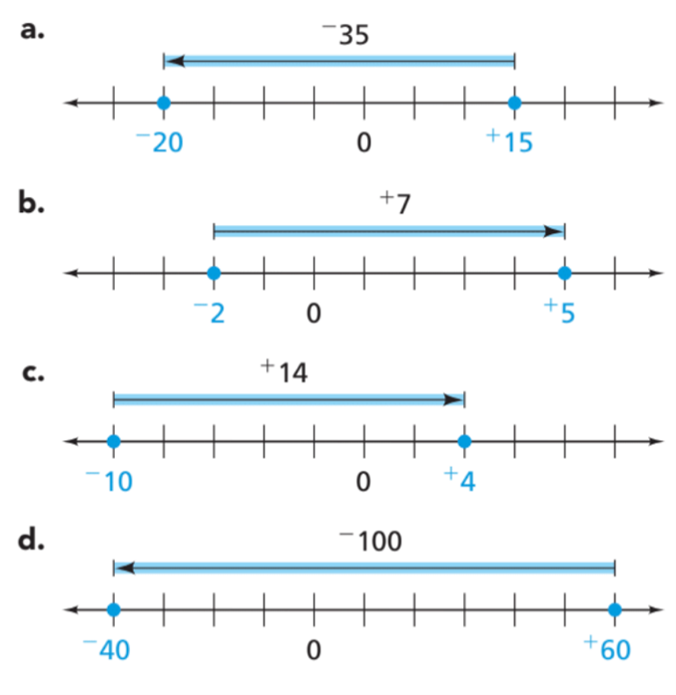 a.
⁻35
⁻20 0 ⁺15
b.
⁺7
⁻2 0 ⁺5
c.
⁺14
⁻10 0 ⁺4
d.
⁻100
⁻40 0 ⁺60